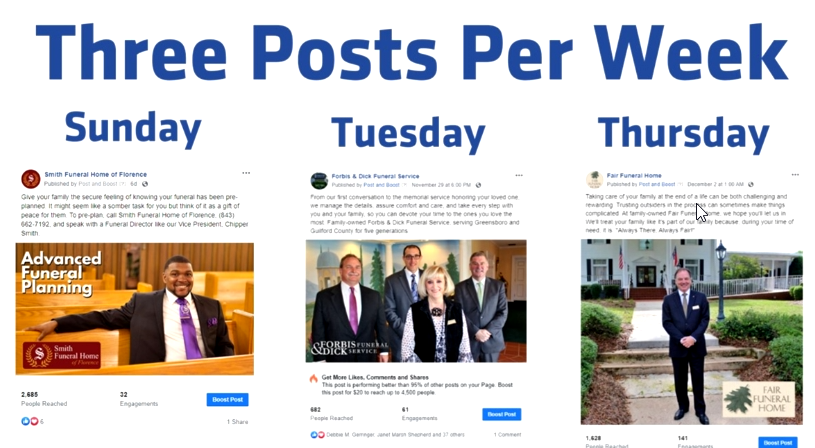 Three Posts Per Week
Sunday
Tuesday
Thursday
Smith Funeral Home of Florence
Published by Post and Boost
6d
Give your family the secure feeling of knowing your funeral has been pre-
planned. It might seem like a somber task for you but think of it as a gift of
peace for them. To pre-plan, call Smith Funeral Home of Florence, (843)
662-7192, and speak with a Funeral Director like our Vice President, Chipper
Smith.
Advanced
Funeral
Planning
Smith
Funeral Home
of Florence
2,685
People Reached
32
Engagements
Boost Post
6
1 Share
Forbis & Dick Funeral Service
Published by Post and Boost
November 29 at 6:00 PM
From our first conversation to the memorial service honoring your loved one
we manage the details, assure comfort and care, and take every step with
you and your family, so you can devote your time to the ones you love the
most. Family-owned Forbis & Dick Funeral Service, serving Greensboro and
Guilford County for five generations
FORBIS FUNERAL
& DICK SERVICE
Get More Likes, Comments and Shares
This post is performing better than 95% of other posts on your Page. Boost
this post for $20 to reach up to 4,500 people.
682
People Reached
61
Engagements
Boost Post
Debbie M. Garringer, Janet Marsh Shepherd and 37 others
1 Comment
Fair Funeral Home
Published by Post and Boost
December 2 at 1:00 AM
Taking care of your family at the end of a life can be both challenging and
rewarding. Trusting outsiders in the process can sometimes make things
complicated. At family-owned Fair Funeral Home, we hope you'll let us in.
We'll treat your family like it's part of our family because, during your time of
need, it is. "Always There, Always Fair!"
FAIR
FUNERAL
HOME
1,628
141
Boost Post